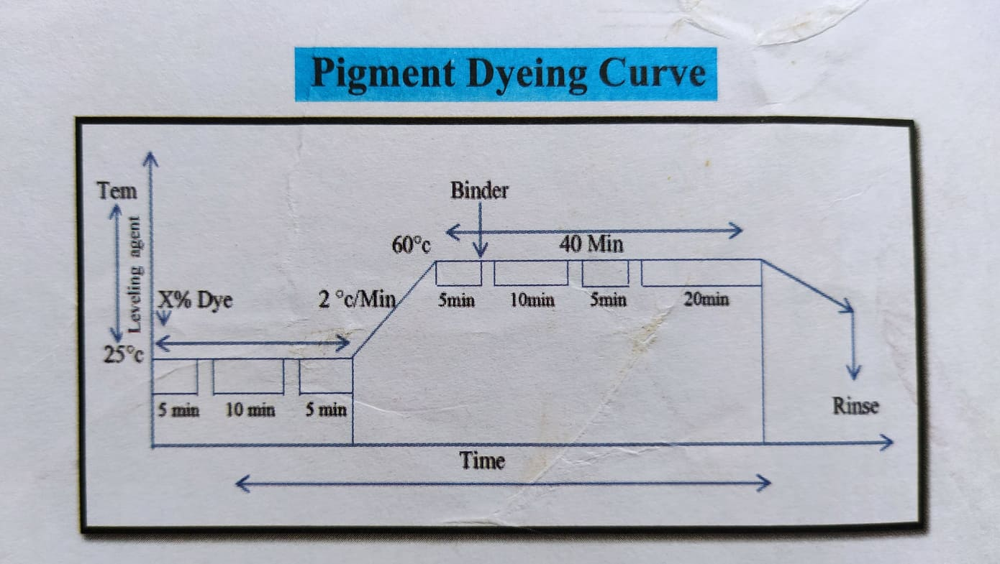 Pigment Dyeing Curve
Tem
Leveling agent
25°c
X% Dye
5 min
10 min
5 min
2 °c/Min
60°c
Binder
40 Min
5min
10min
5min
20min
Rinse
Time